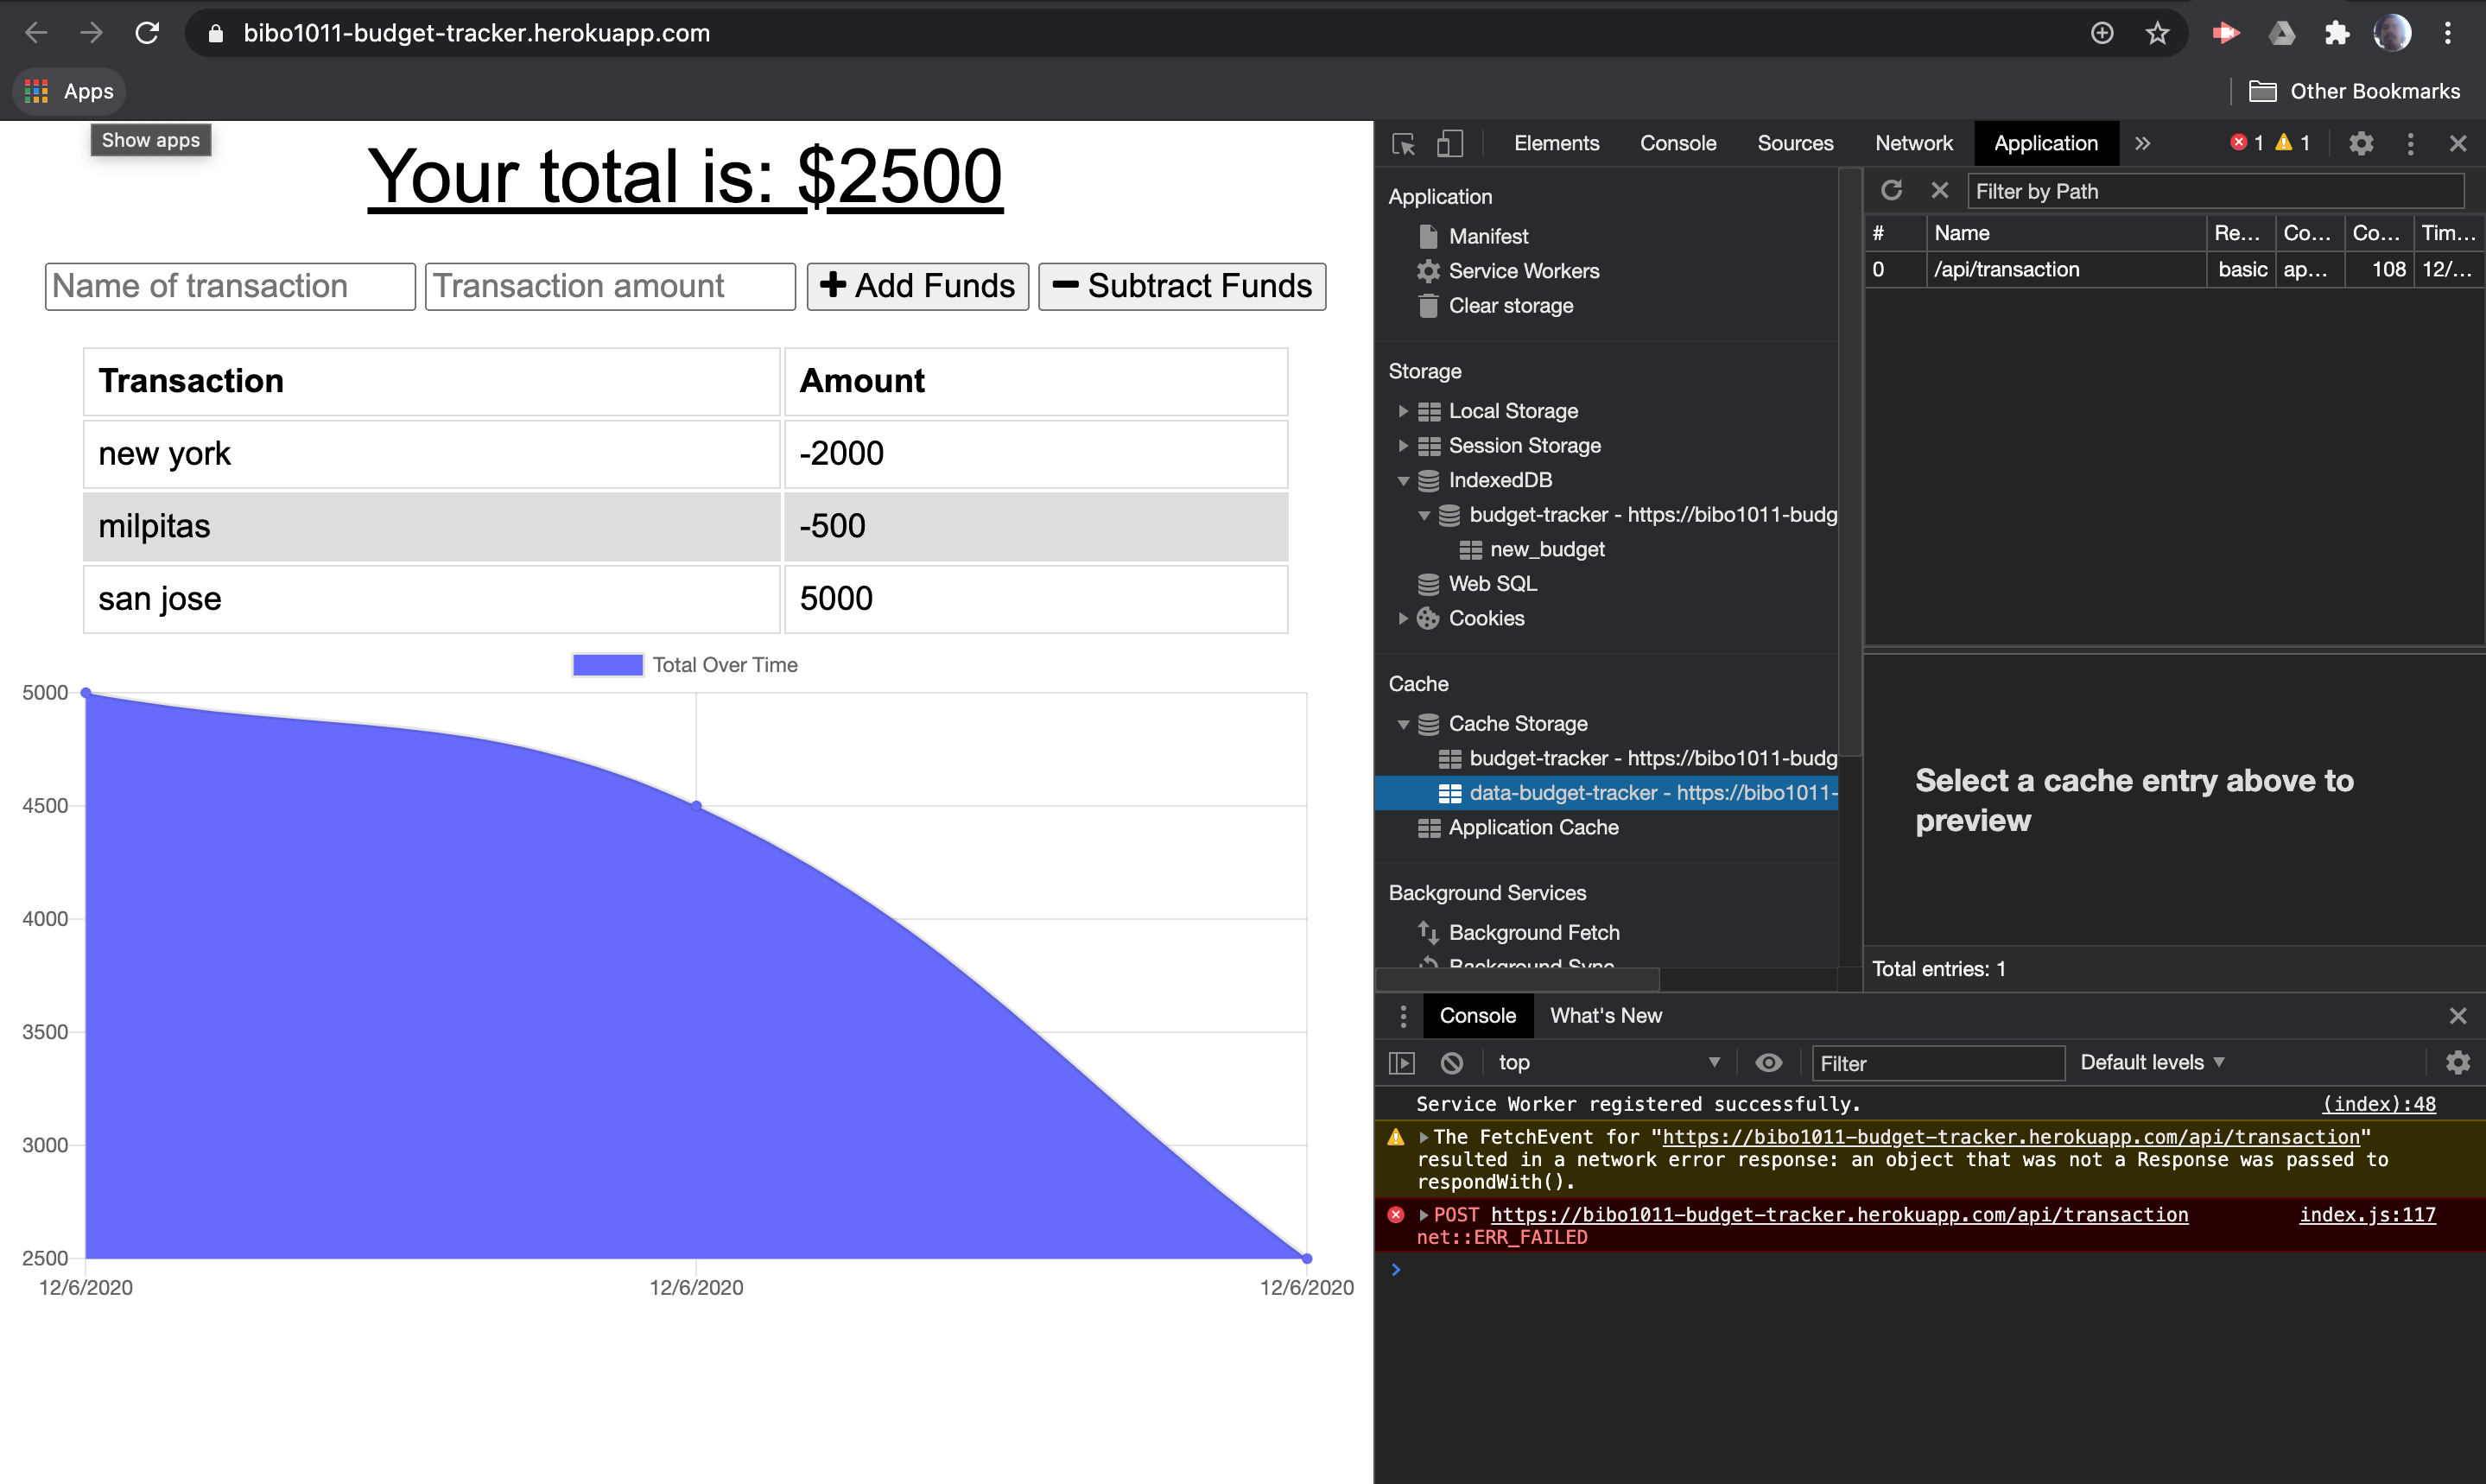 bibo1011-budget-tracker.herokuapp.com
Apps
Other Bookmarks
Show apps
Your total is: $2500
Name of transaction
Transaction amount
Add Funds
Subtract Funds
Transaction Amount
new york -2000
milpitas -500
san jose 5000
Total Over Time
5000
4500
4000
3500
3000
2500
12/6/2020 12/6/2020 12/6/2020
Elements Console Sources Network Application » 1 1
Application
Manifest
Service Workers
Clear storage
Storage
Local Storage
Session Storage
IndexedDB
budget-tracker - https://bibo1011-budg
new_budget
Web SQL
Cookies
Cache
Cache Storage
budget-tracker - https://bibo1011-budg
data-budget-tracker - https://bibo1011-
Application Cache
Background Services
Background Fetch
Background Sync
Filter by Path
# Name Re... Co... Co... Tim...
0 /api/transaction basic ap... 108 12/...
Select a cache entry above to
preview
Total entries: 1
Console What's New
top Filter Default levels
Service Worker registered successfully. (index):48
The FetchEvent for "https://bibo1011-budget-tracker.herokuapp.com/api/transaction"
resulted in a network error response: an object that was not a Response was passed to
respondWith().
POST https://bibo1011-budget-tracker.herokuapp.com/api/transaction index.js:117
net::ERR_FAILED